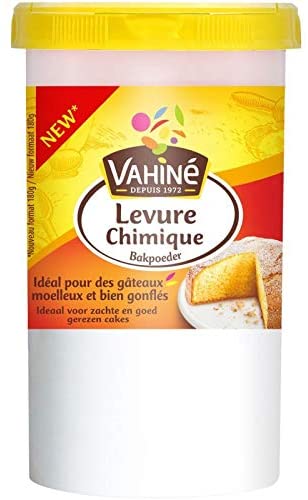 NEW*
*Nouveau format 180g / Nieuw formaat 180g
VAHINÉ
DEPUIS 1972
Levure
Chimique
Bakpoeder
Idéal pour des gâteaux
moelleux et bien gonflés
Ideaal voor zachte en goed
gerezen cakes